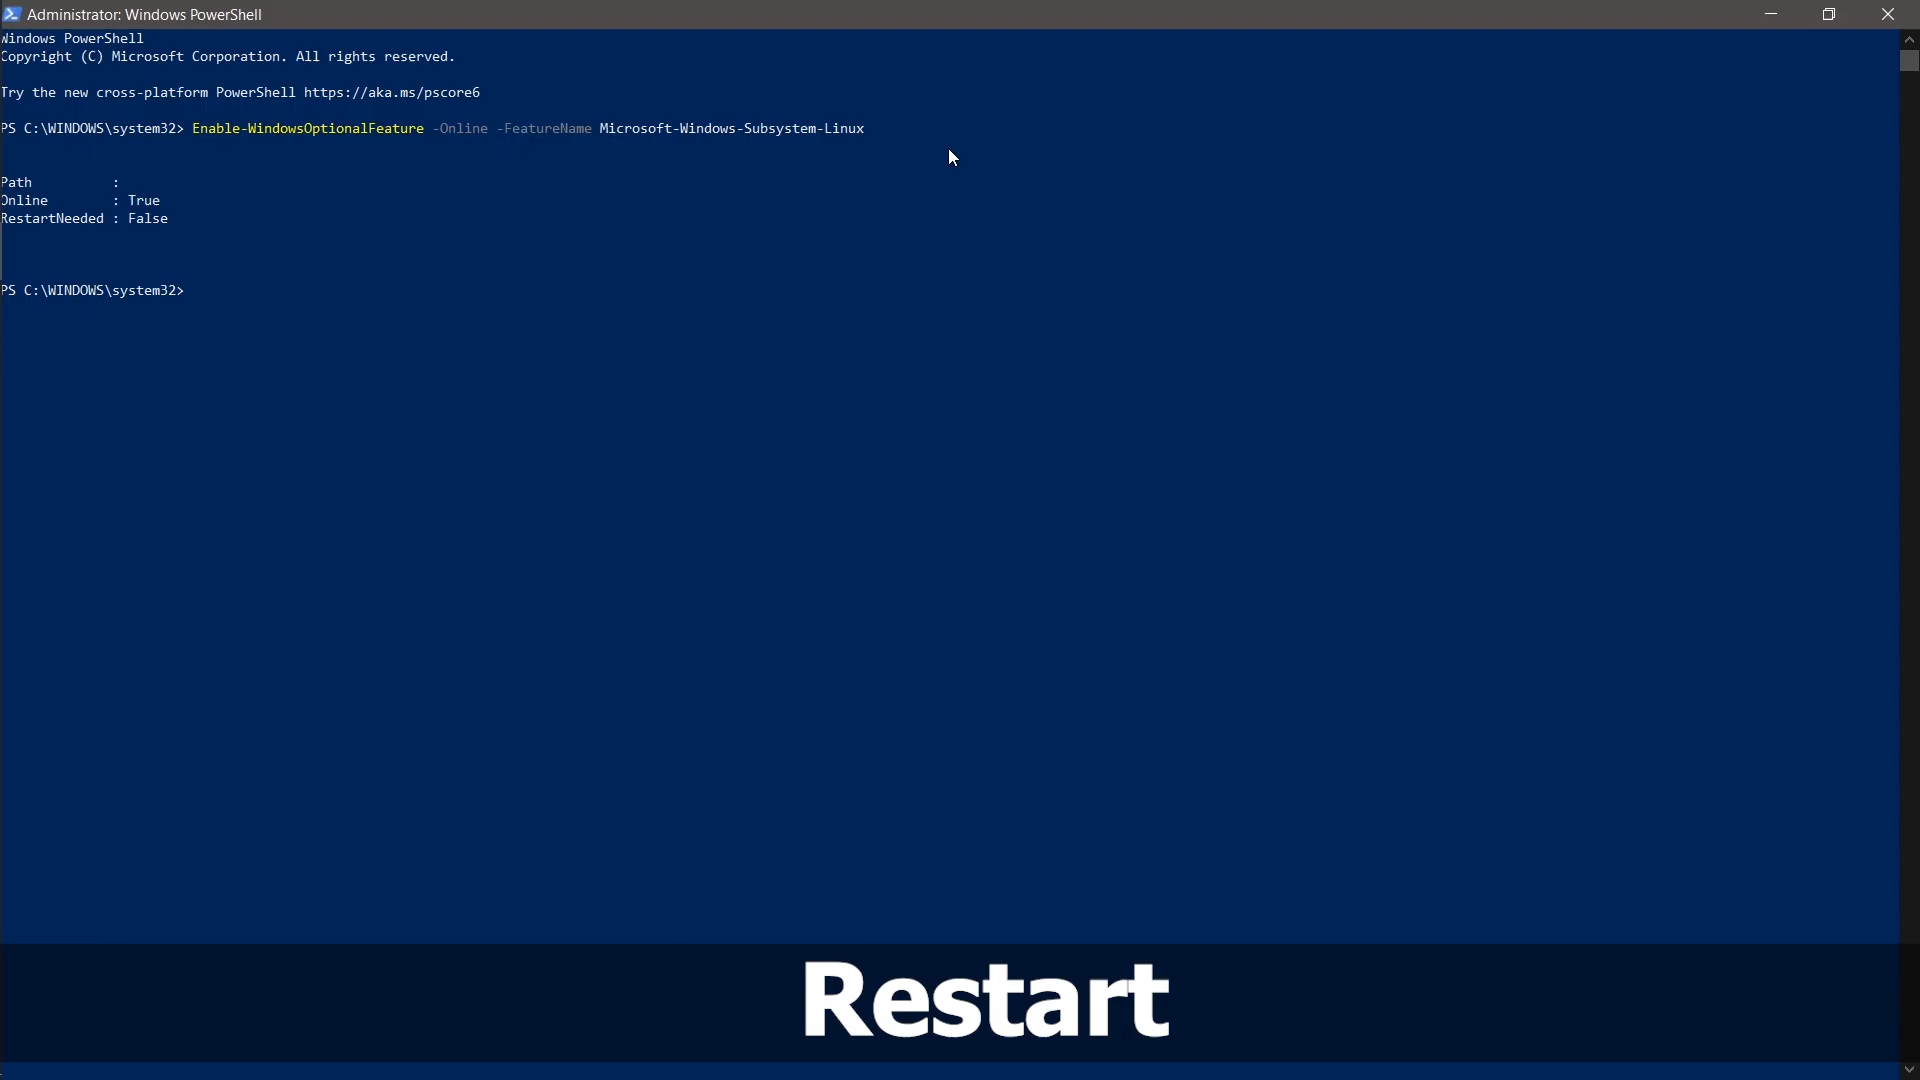 Administrator: Windows PowerShell
Windows PowerShell
Copyright (C) Microsoft Corporation. All rights reserved.
Try the new cross-platform PowerShell https://aka.ms/pscore6
PS C:\WINDOWS\system32> Enable-WindowsOptionalFeature -Online -FeatureName Microsoft-Windows-Subsystem-Linux
Path          :
Online        : True
RestartNeeded : False
PS C:\WINDOWS\system32>
Restart